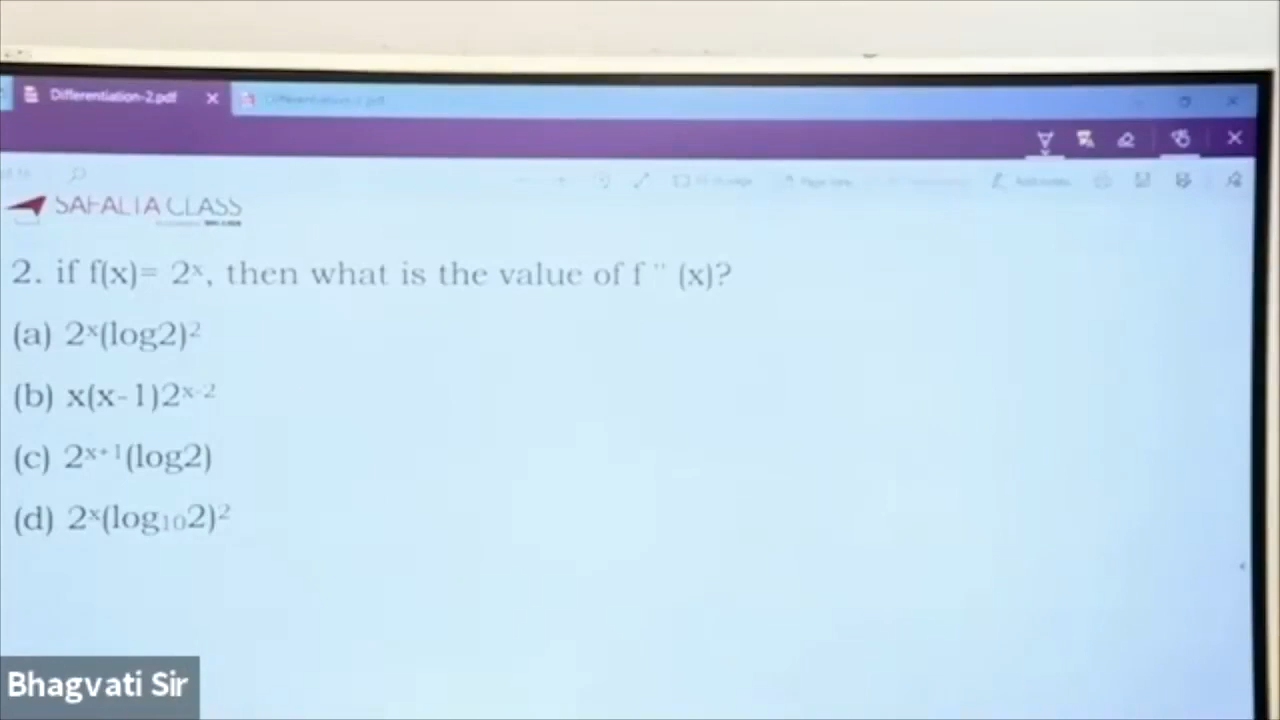 Differentiation-2.pdf
SAFALTA CLASS
2. if f(x)= 2ˣ, then what is the value of f " (x)?
(a) 2ˣ(log2)²
(b) x(x-1)2ˣ⁻²
(c) 2ˣ⁺¹(log2)
(d) 2ˣ(log₁₀2)²
Bhagvati Sir